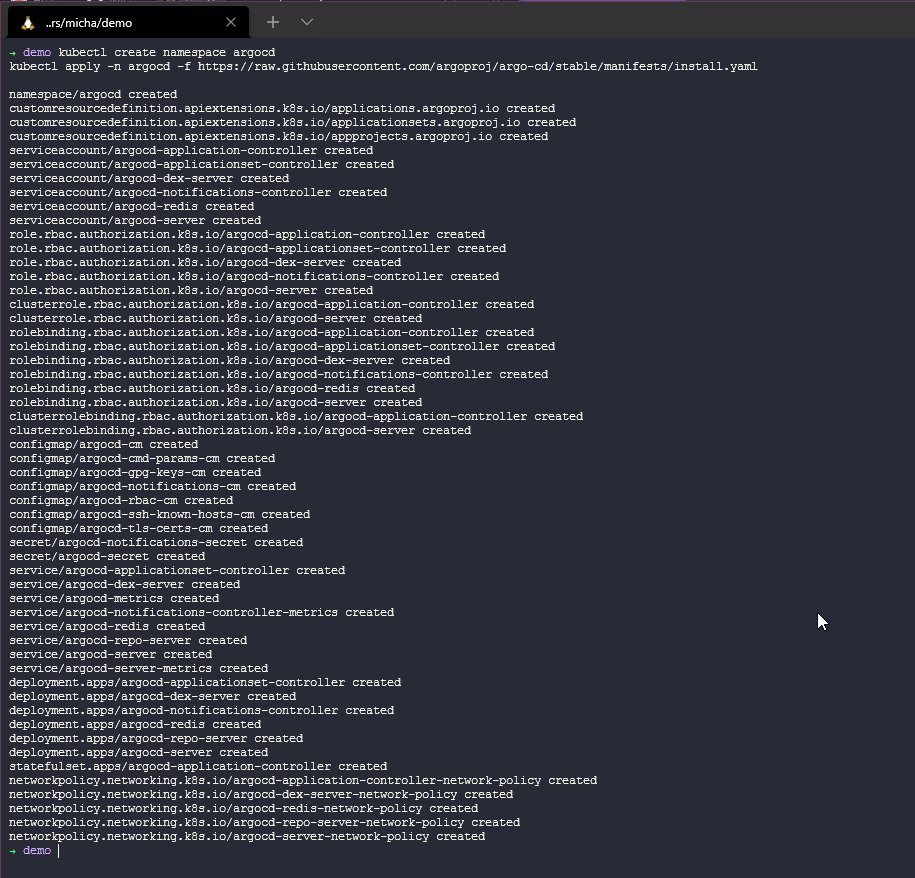 ..rs/micha/demo
→ demo kubectl create namespace argocd
kubectl apply -n argocd -f https://raw.githubusercontent.com/argoproj/argo-cd/stable/manifests/install.yaml
namespace/argocd created
customresourcedefinition.apiextensions.k8s.io/applications.argoproj.io created
customresourcedefinition.apiextensions.k8s.io/applicationsets.argoproj.io created
customresourcedefinition.apiextensions.k8s.io/appprojects.argoproj.io created
serviceaccount/argocd-application-controller created
serviceaccount/argocd-applicationset-controller created
serviceaccount/argocd-dex-server created
serviceaccount/argocd-notifications-controller created
serviceaccount/argocd-redis created
serviceaccount/argocd-server created
role.rbac.authorization.k8s.io/argocd-application-controller created
role.rbac.authorization.k8s.io/argocd-applicationset-controller created
role.rbac.authorization.k8s.io/argocd-dex-server created
role.rbac.authorization.k8s.io/argocd-notifications-controller created
role.rbac.authorization.k8s.io/argocd-server created
clusterrole.rbac.authorization.k8s.io/argocd-application-controller created
clusterrole.rbac.authorization.k8s.io/argocd-server created
rolebinding.rbac.authorization.k8s.io/argocd-application-controller created
rolebinding.rbac.authorization.k8s.io/argocd-applicationset-controller created
rolebinding.rbac.authorization.k8s.io/argocd-dex-server created
rolebinding.rbac.authorization.k8s.io/argocd-notifications-controller created
rolebinding.rbac.authorization.k8s.io/argocd-redis created
rolebinding.rbac.authorization.k8s.io/argocd-server created
clusterrolebinding.rbac.authorization.k8s.io/argocd-application-controller created
clusterrolebinding.rbac.authorization.k8s.io/argocd-server created
configmap/argocd-cm created
configmap/argocd-cmd-params-cm created
configmap/argocd-gpg-keys-cm created
configmap/argocd-notifications-cm created
configmap/argocd-rbac-cm created
configmap/argocd-ssh-known-hosts-cm created
configmap/argocd-tls-certs-cm created
secret/argocd-notifications-secret created
secret/argocd-secret created
service/argocd-applicationset-controller created
service/argocd-dex-server created
service/argocd-metrics created
service/argocd-notifications-controller-metrics created
service/argocd-redis created
service/argocd-repo-server created
service/argocd-server created
service/argocd-server-metrics created
deployment.apps/argocd-applicationset-controller created
deployment.apps/argocd-dex-server created
deployment.apps/argocd-notifications-controller created
deployment.apps/argocd-redis created
deployment.apps/argocd-repo-server created
deployment.apps/argocd-server created
statefulset.apps/argocd-application-controller created
networkpolicy.networking.k8s.io/argocd-application-controller-network-policy created
networkpolicy.networking.k8s.io/argocd-dex-server-network-policy created
networkpolicy.networking.k8s.io/argocd-redis-network-policy created
networkpolicy.networking.k8s.io/argocd-repo-server-network-policy created
networkpolicy.networking.k8s.io/argocd-server-network-policy created
→ demo